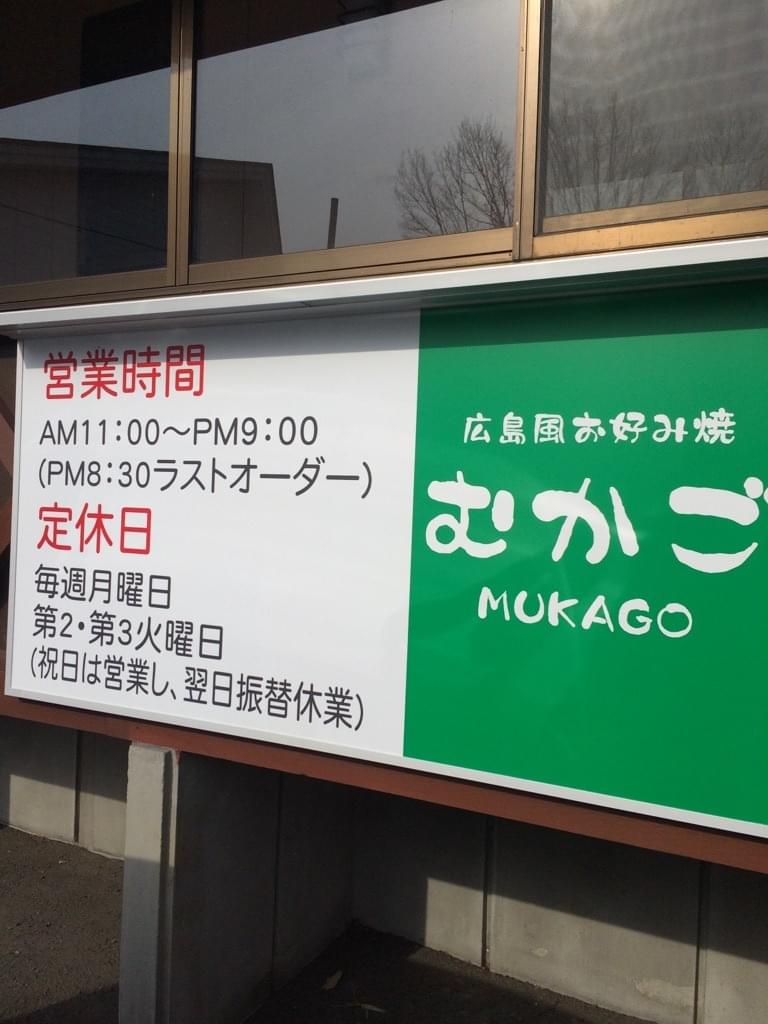 営業時間
AM11:00〜PM9:00
(PM8:30ラストオーダー)
定休日
毎週月曜日
第2・第3火曜日
(祝日は営業し、翌日振替休業)
広島風お好み焼
むかご
MUKAGO